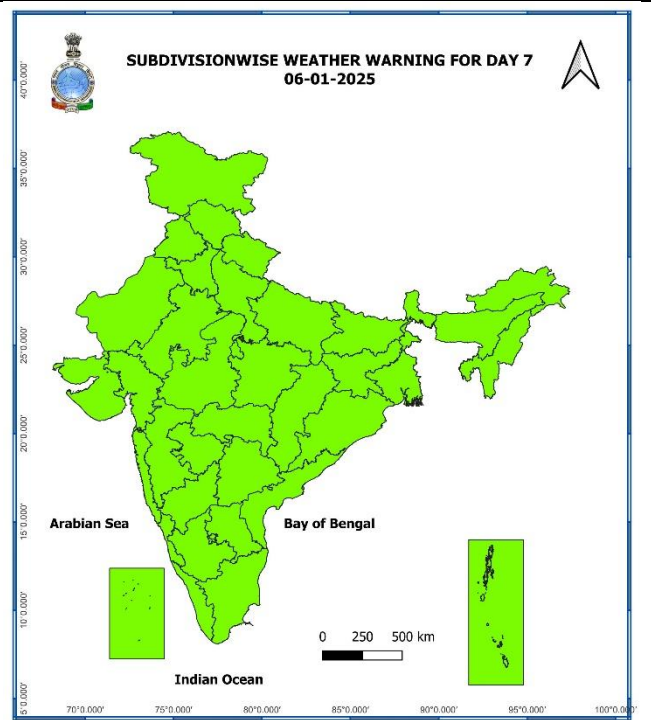 SUBDIVISIONWISE WEATHER WARNING FOR DAY 7
06-01-2025
40°0.000'
35°0.000'
30°0.000'
25°0.000'
20°0.000'
15°0.000'
10°0.000'
5°0.000'
Arabian Sea
Bay of Bengal
0 250 500 km
Indian Ocean
70°0.000' 75°0.000' 80°0.000' 85°0.000' 90°0.000' 95°0.000' 100°0.000'